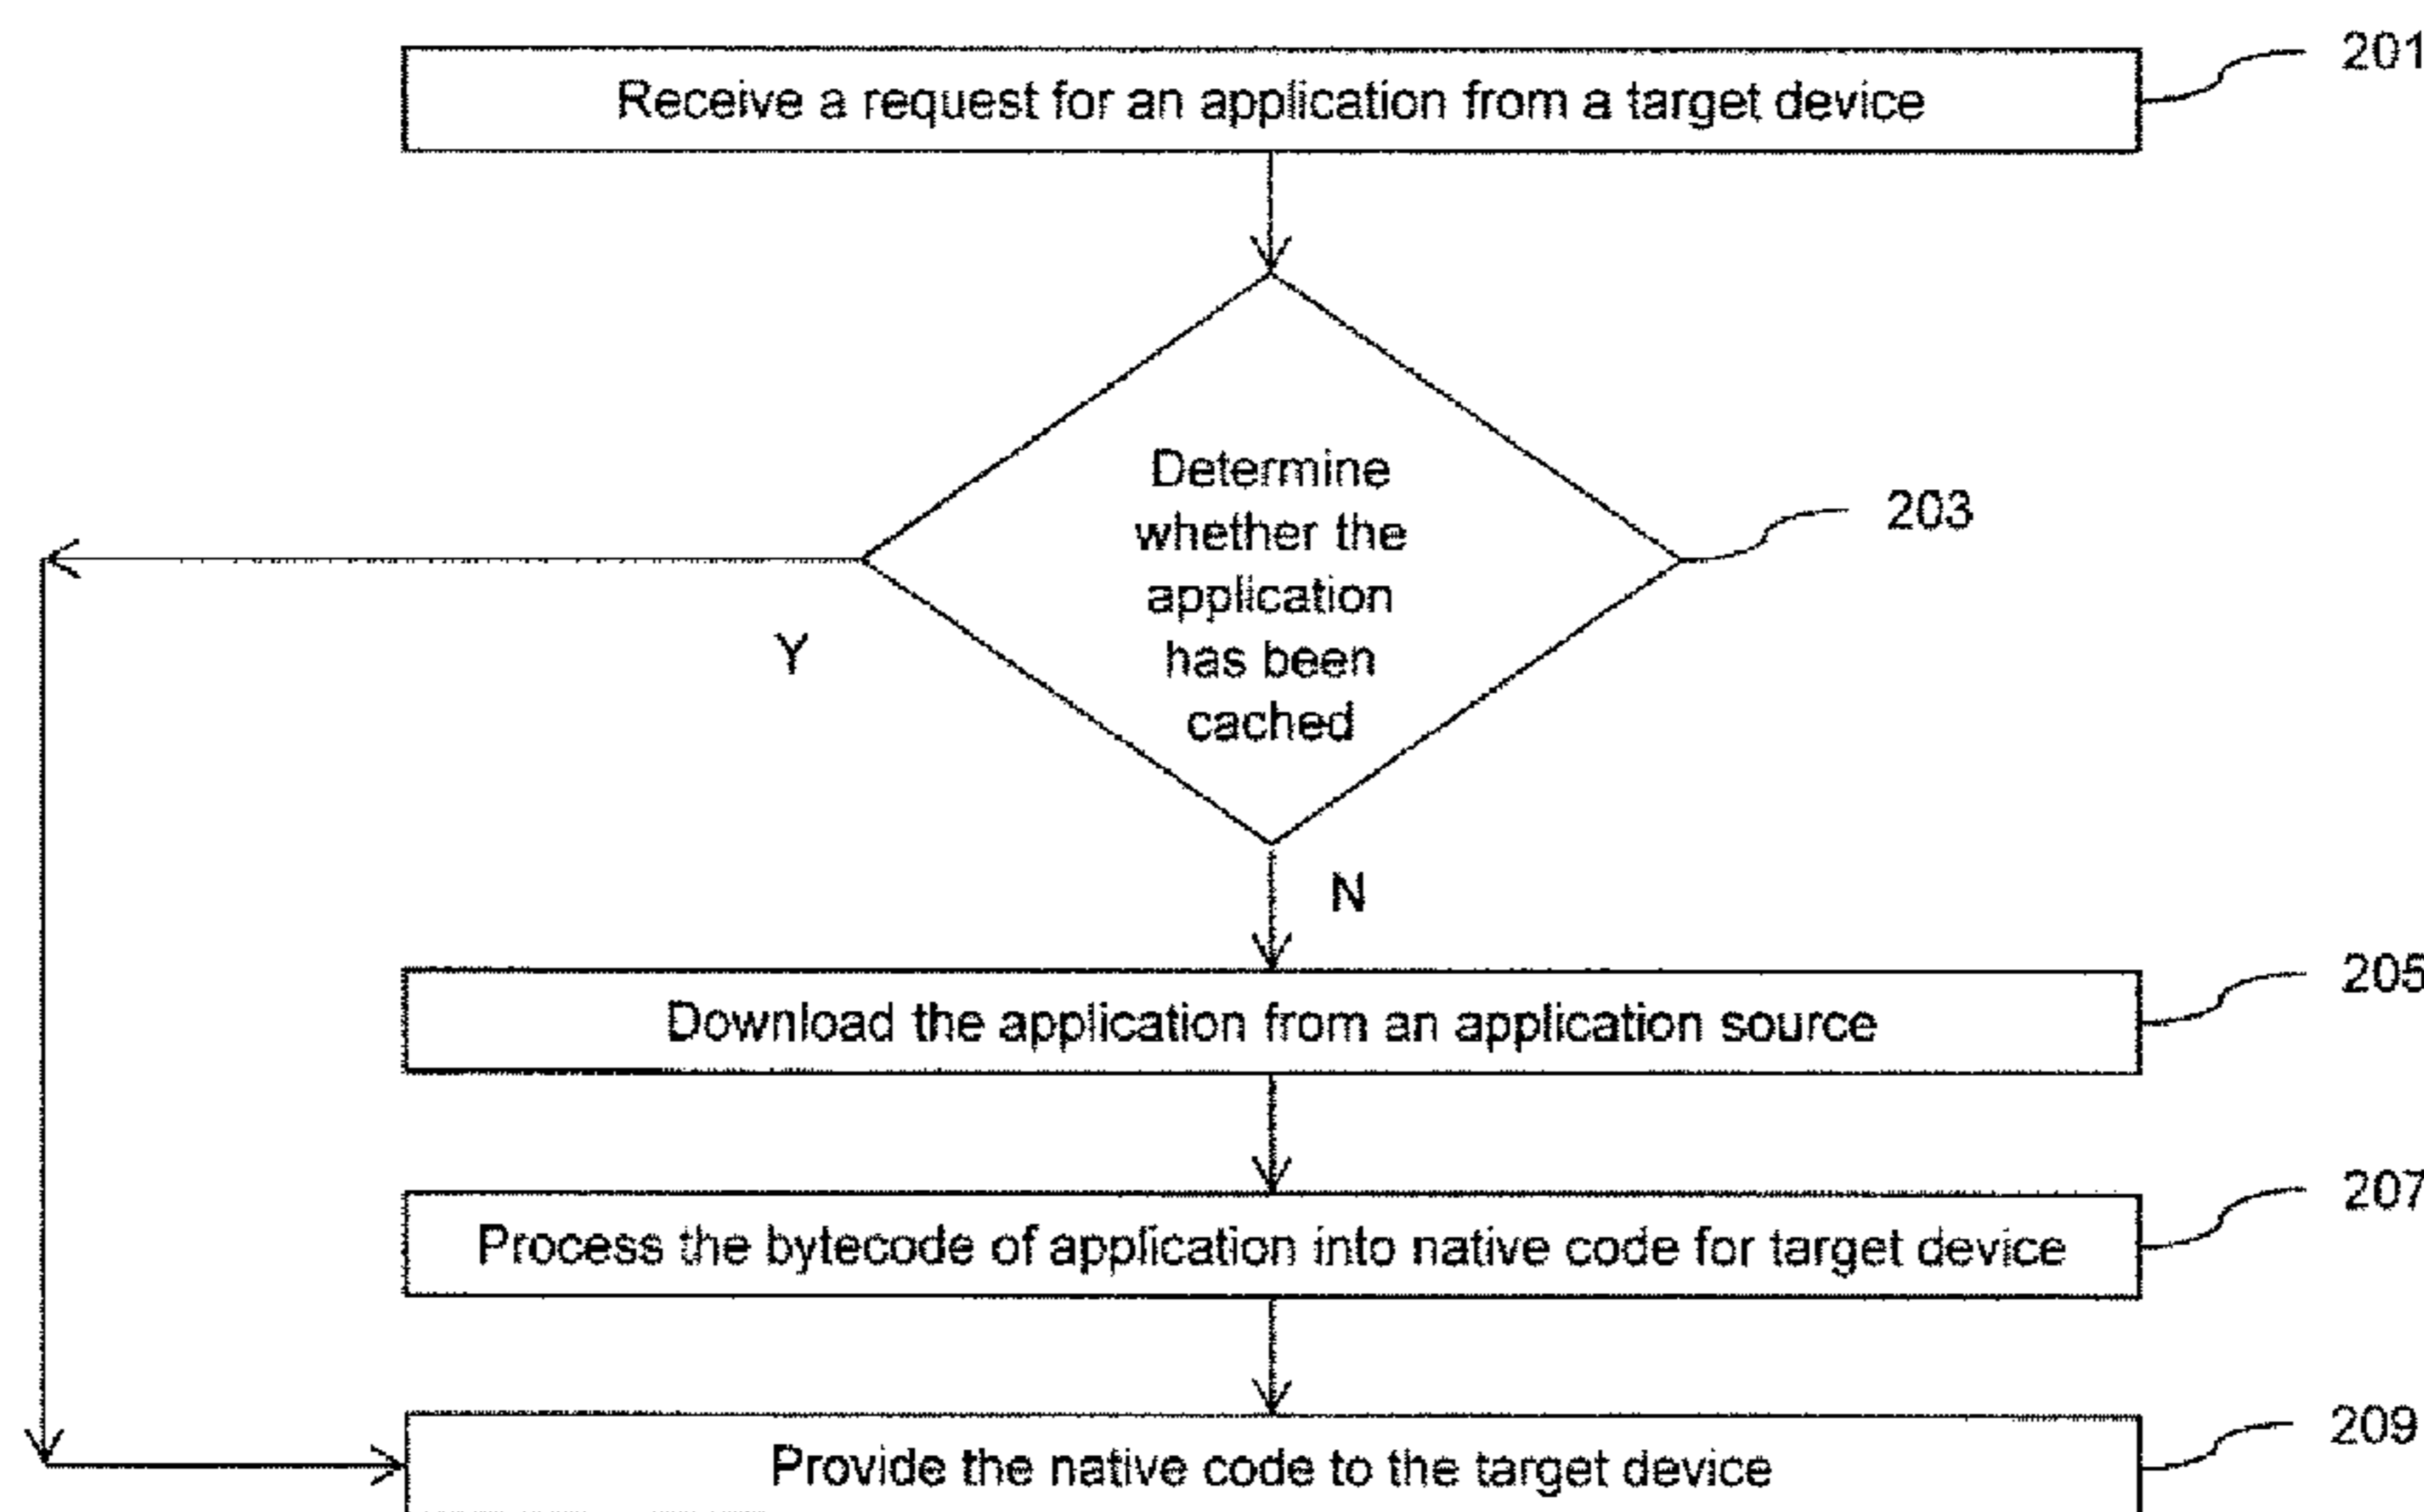 Receive a request for an application from a target device
201
Determine
whether the
application
has been
cached
203
Y
N
Download the application from an application source
205
Process the bytecode of application into native code for target device
207
Provide the native code to the target device
209